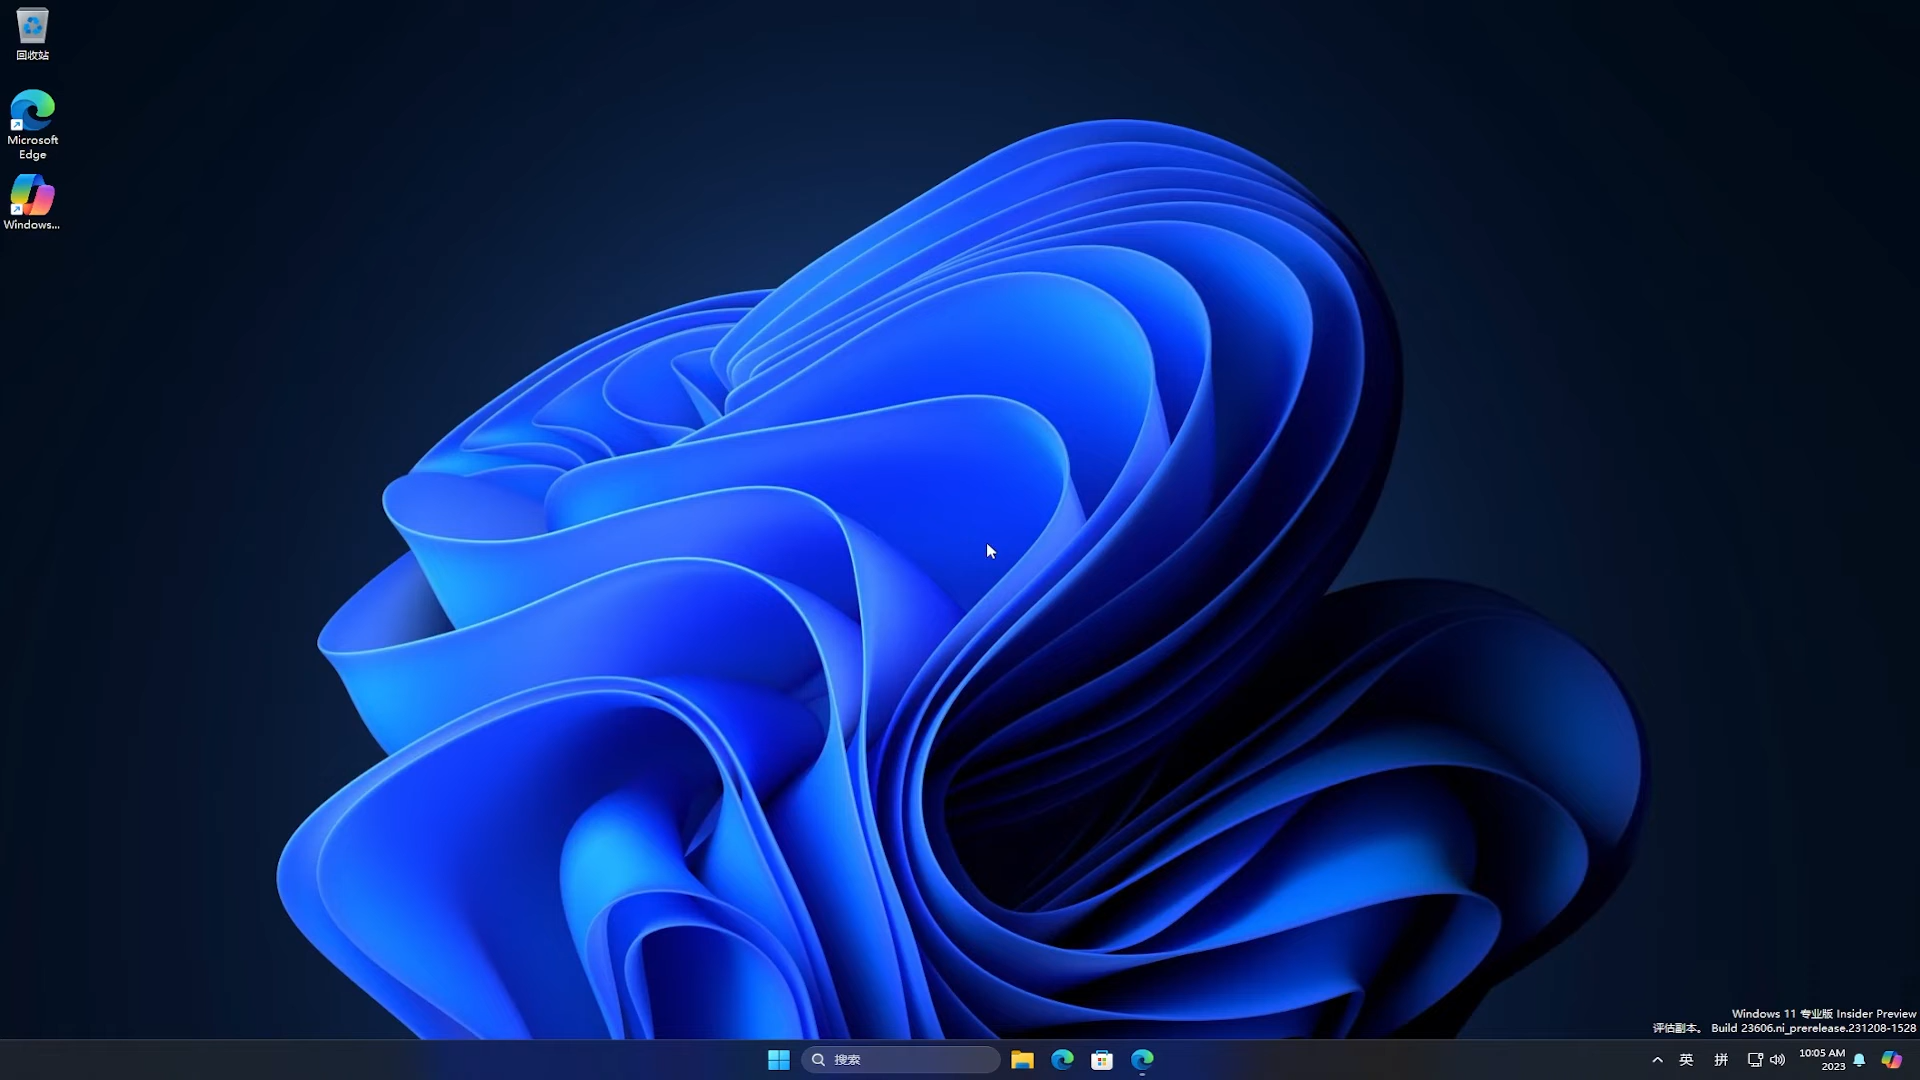 回收站
Microsoft
Edge
Windows...
Windows 11 专业版 Insider Preview
评估副本。 Build 23606.ni_prerelease.231208-1528
搜索
英
拼
10:05 AM
2023